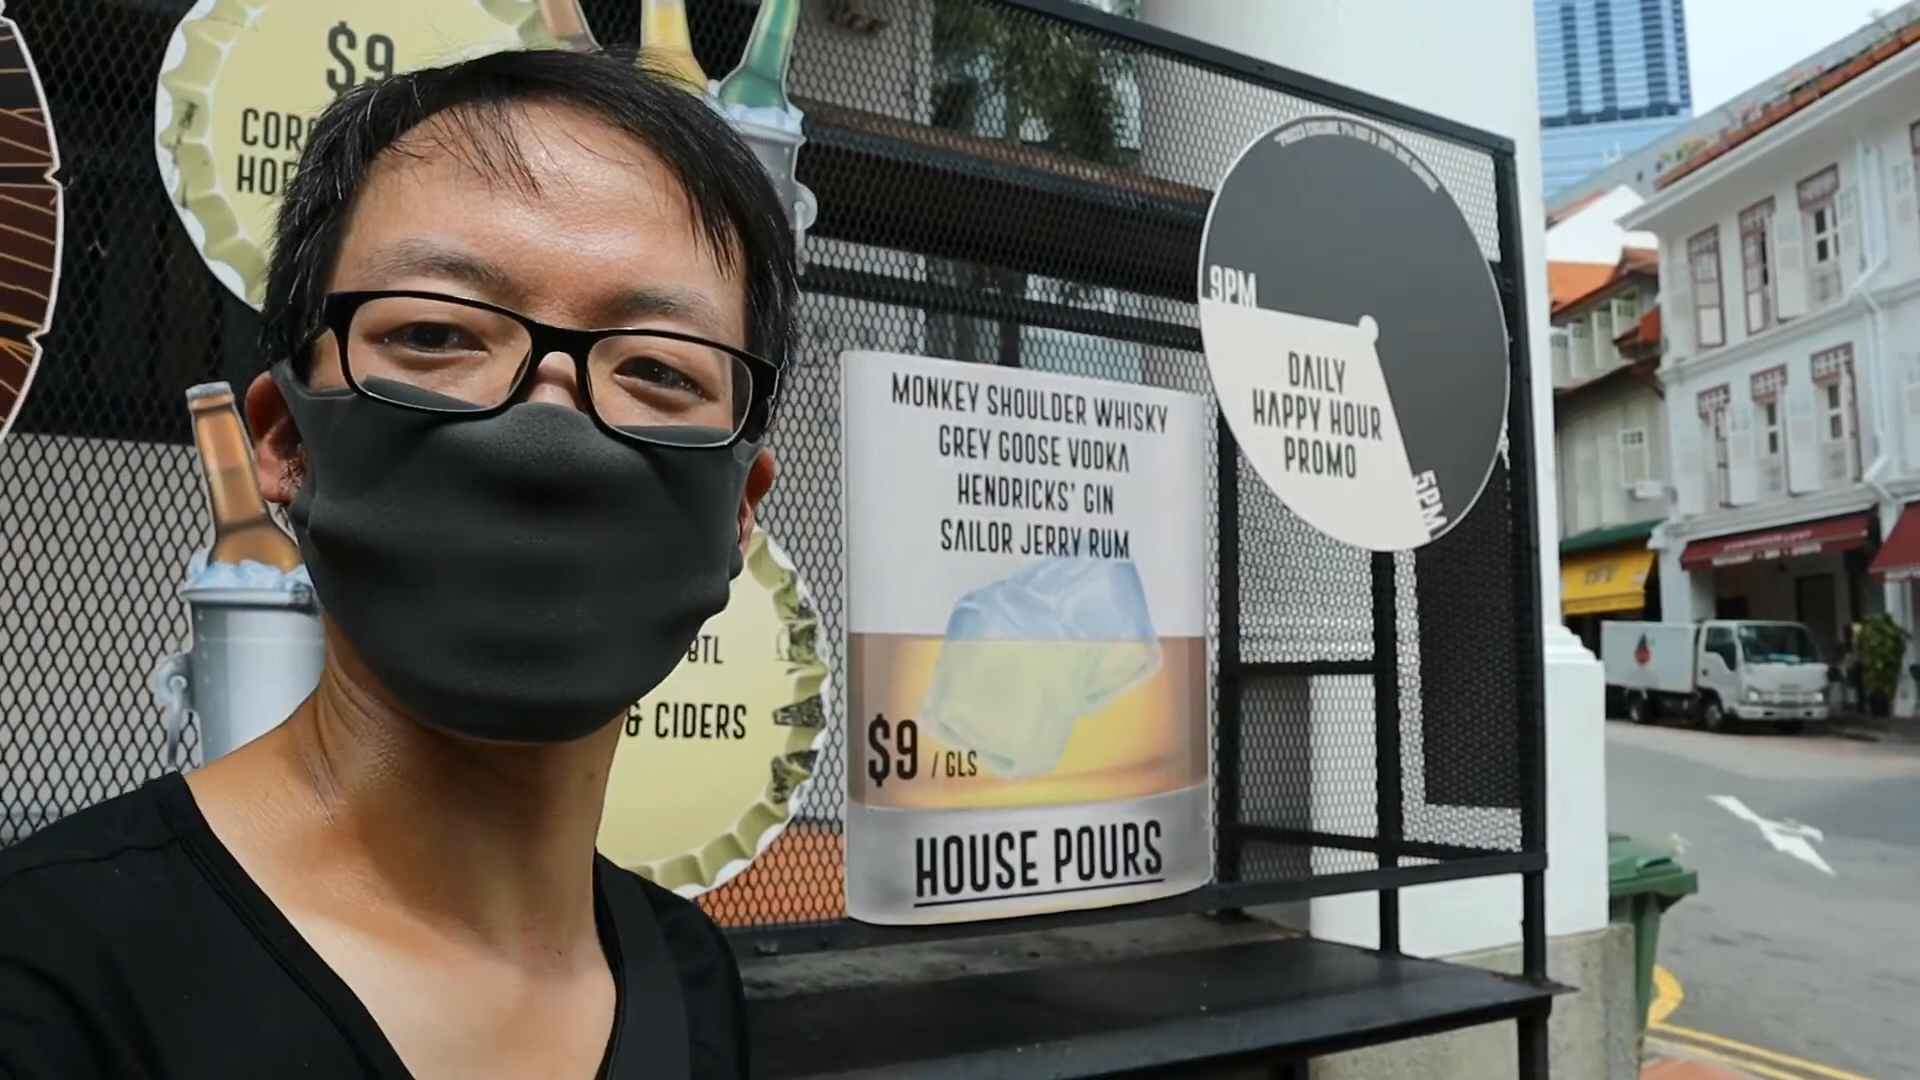 $9
MONKEY SHOULDER WHISKY
GREY GOOSE VODKA
HENDRICKS' GIN
SAILOR JERRY RUM
$9 / GLS
HOUSE POURS
BTL
& CIDERS
9PM
DAILY
HAPPY HOUR
PROMO
5PM